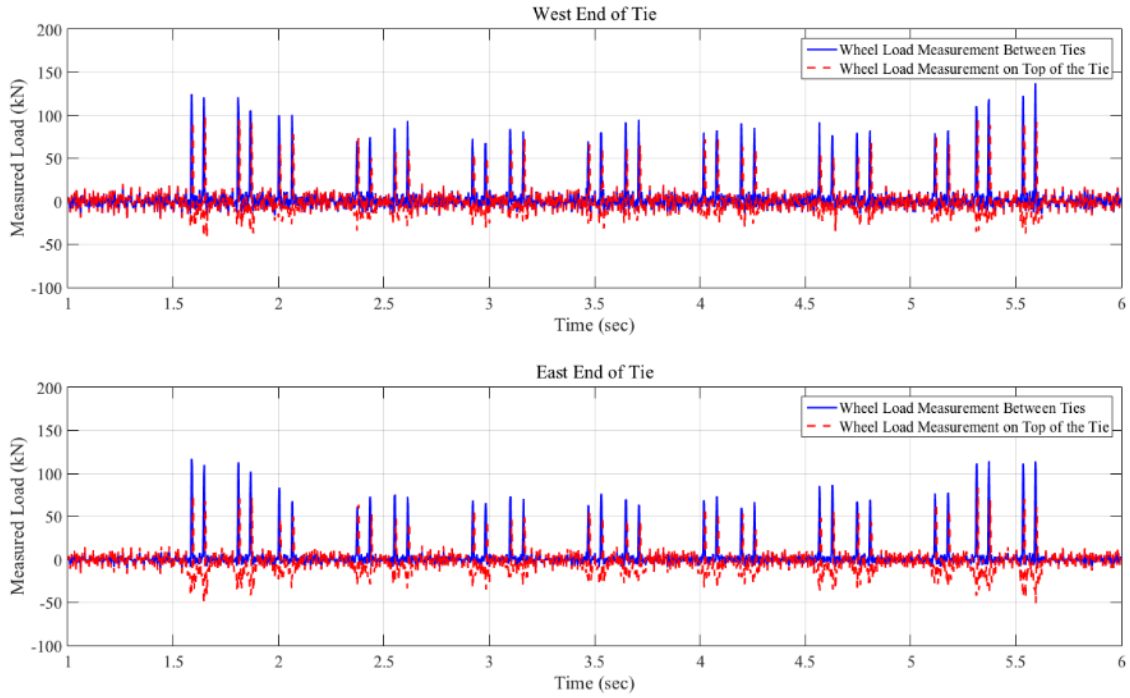 West End of Tie
200
150
100
50
0
-50
-100
Measured Load (kN)
Wheel Load Measurement Between Ties
Wheel Load Measurement on Top of the Tie
1 1.5 2 2.5 3 3.5 4 4.5 5 5.5 6
Time (sec)
East End of Tie
200
150
100
50
0
-50
-100
Measured Load (kN)
Wheel Load Measurement Between Ties
Wheel Load Measurement on Top of the Tie
1 1.5 2 2.5 3 3.5 4 4.5 5 5.5 6
Time (sec)